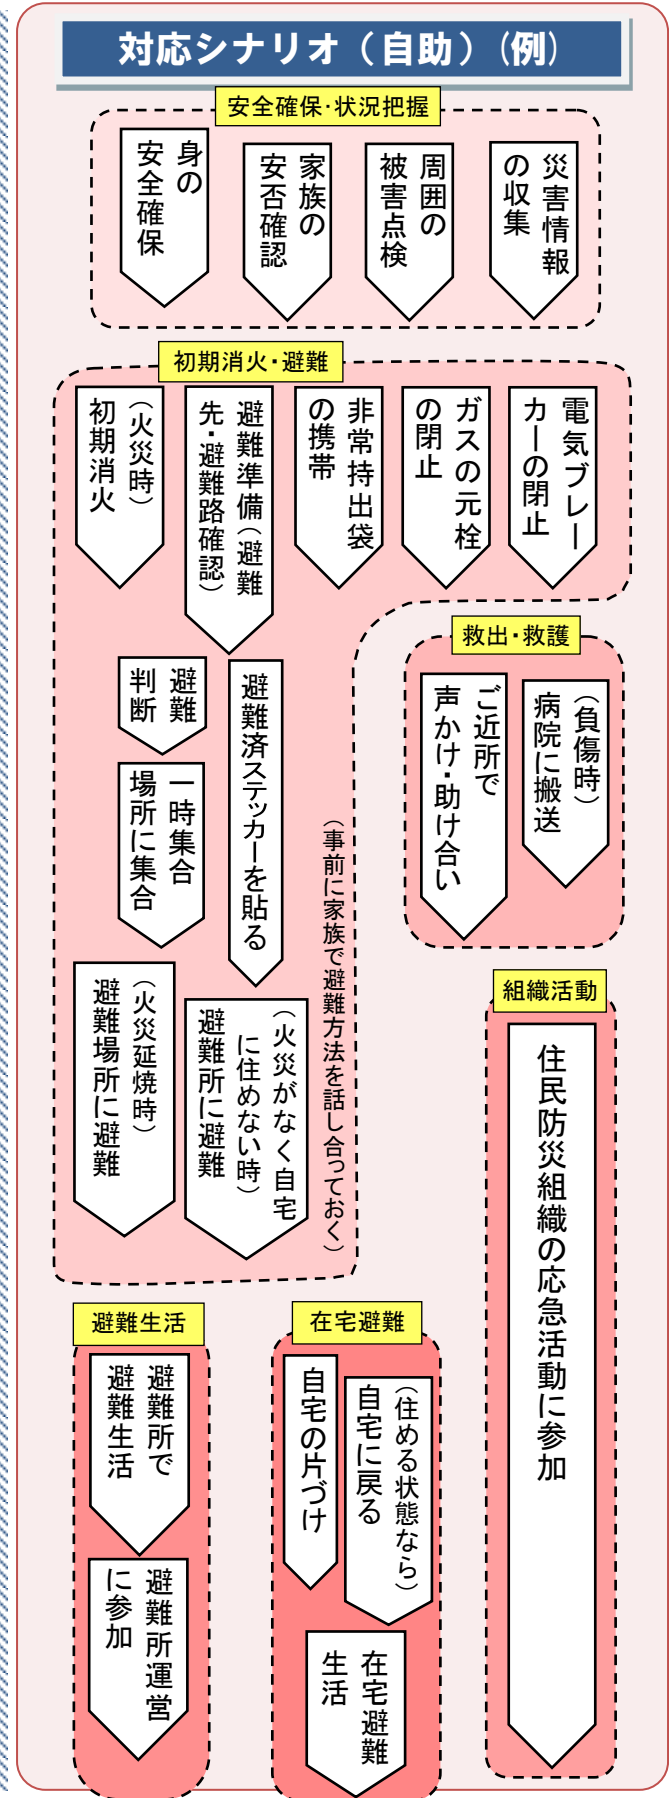 対応シナリオ（自助）（例）
安全確保・状況把握
身の
安全確保
家族の
安否確認
周囲の
被害点検
災害情報
の収集
初期消火・避難
（火災時）
初期消火
避難準備（避難
先・避難路確認）
非常持出袋
の携帯
ガスの元栓
の閉止
電気ブレー
カーの閉止
避難
判断
避難済ステッカーを貼る
一時集合
場所に集合
（火災延焼時）
避難場所に避難
（火災がなく自宅
に住めない時）
避難所に避難
（事前に家族で避難方法を話し合っておく）
救出・救護
ご近所で
声かけ・助け合い
（負傷時）
病院に搬送
組織活動
住民防災組織の応急活動に参加
避難生活
避難所で
避難生活
避難所運営
に参加
在宅避難
自宅の片づけ
（住める状態なら）
自宅に戻る
在宅避難
生活